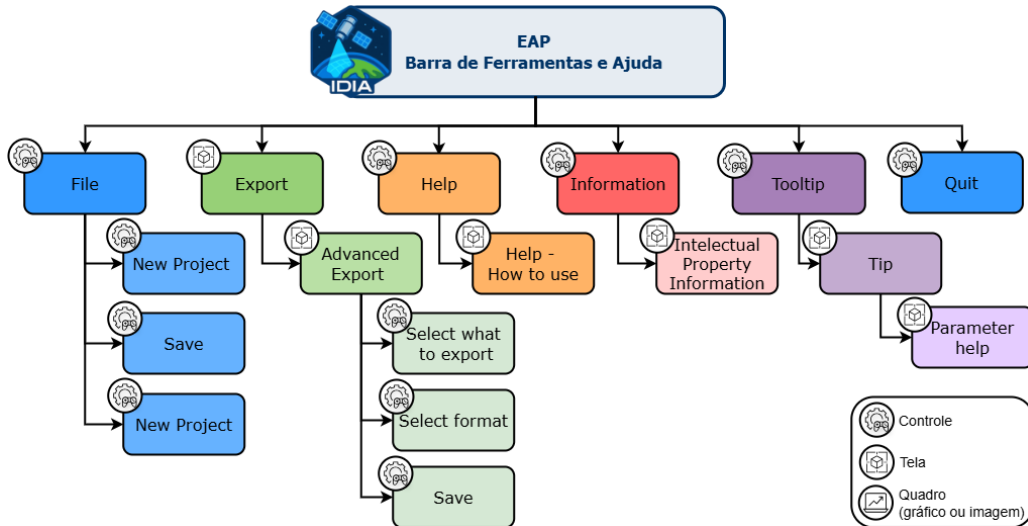 IDIA
EAP
Barra de Ferramentas e Ajuda
File
Export
Help
Information
Tooltip
Quit
New Project
Advanced
Export
Help -
How to use
Intelectual
Property
Information
Tip
Save
Select what
to export
Parameter
help
New Project
Select format
Save
Controle
Tela
Quadro
(gráfico ou imagem)